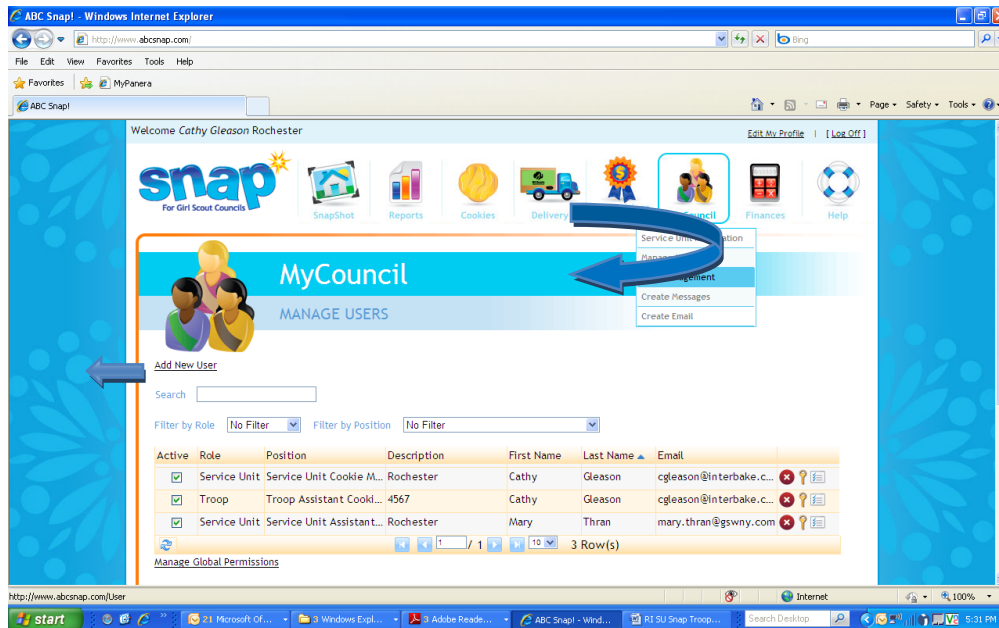 ABC Snap! - Windows Internet Explorer
http://www.abcsnap.com/
Bing
File Edit View Favorites Tools Help
Favorites MyPanera
ABC Snap!
Page Safety Tools
Welcome Cathy Gleason Rochester
Edit My Profile | [ Log Off ]
snap
For Girl Scout Councils
SnapShot Reports Cookies Delivery Council Finances Help
Service Unit
MyCouncil
Create Messages
MANAGE USERS
Create Email
Add New User
Search
Filter by Role No Filter Filter by Position No Filter
Active Role Position Description First Name Last Name Email
Service Unit Service Unit Cookie M... Rochester Cathy Gleason cgleason@interbake.c...
Troop Troop Assistant Cooki... 4567 Cathy Gleason cgleason@interbake.c...
Service Unit Service Unit Assistant... Rochester Mary Thran mary.thran@gswny.com
1 / 1 10 3 Row(s)
Manage Global Permissions
http://www.abcsnap.com/User
Internet 100%
start 21 Microsoft Of... 3 Windows Expl... 3 Adobe Reade... ABC Snap! - Wind... RI SU Snap Troop... Search Desktop 5:31 PM